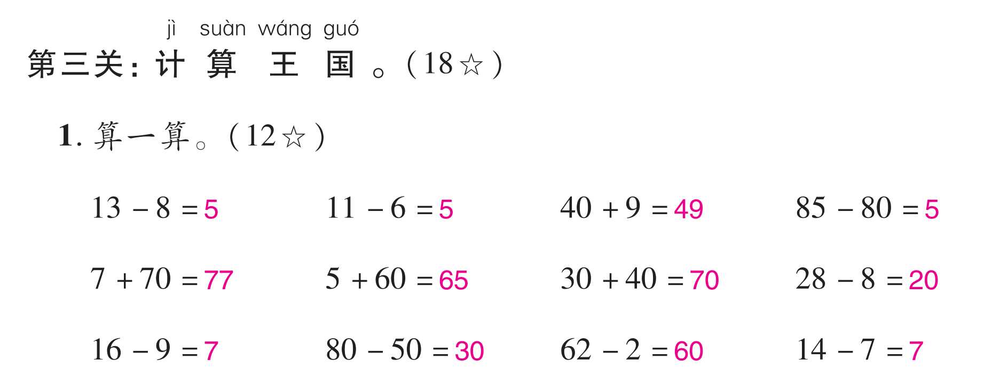 jì suàn wáng guó
第三关:计算王国。(18☆)
1. 算一算。(12☆)
13 − 8 = 5 11 − 6 = 5 40 + 9 = 49 85 − 80 = 5
7 + 70 = 77 5 + 60 = 65 30 + 40 = 70 28 − 8 = 20
16 − 9 = 7 80 − 50 = 30 62 − 2 = 60 14 − 7 = 7